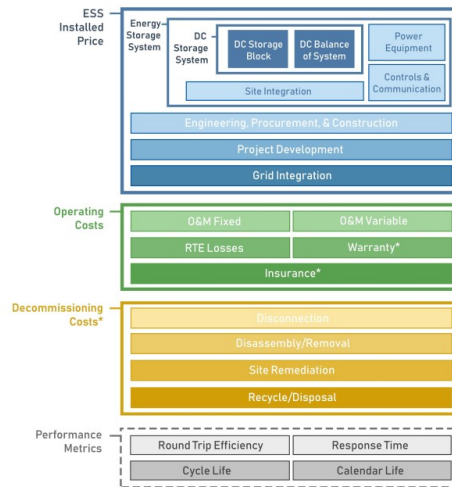 ESS
Installed
Price
Energy
Storage
System
DC
Storage
System
DC Storage
Block
DC Balance
of System
Power
Equipment
Controls &
Communication
Site Integration
Engineering, Procurement, & Construction
Project Development
Grid Integration
Operating
Costs
O&M Fixed
O&M Variable
RTE Losses
Warranty*
Insurance*
Decommissioning
Costs*
Disconnection
Disassembly/Removal
Site Remediation
Recycle/Disposal
Performance
Metrics
Round Trip Efficiency
Response Time
Cycle Life
Calendar Life